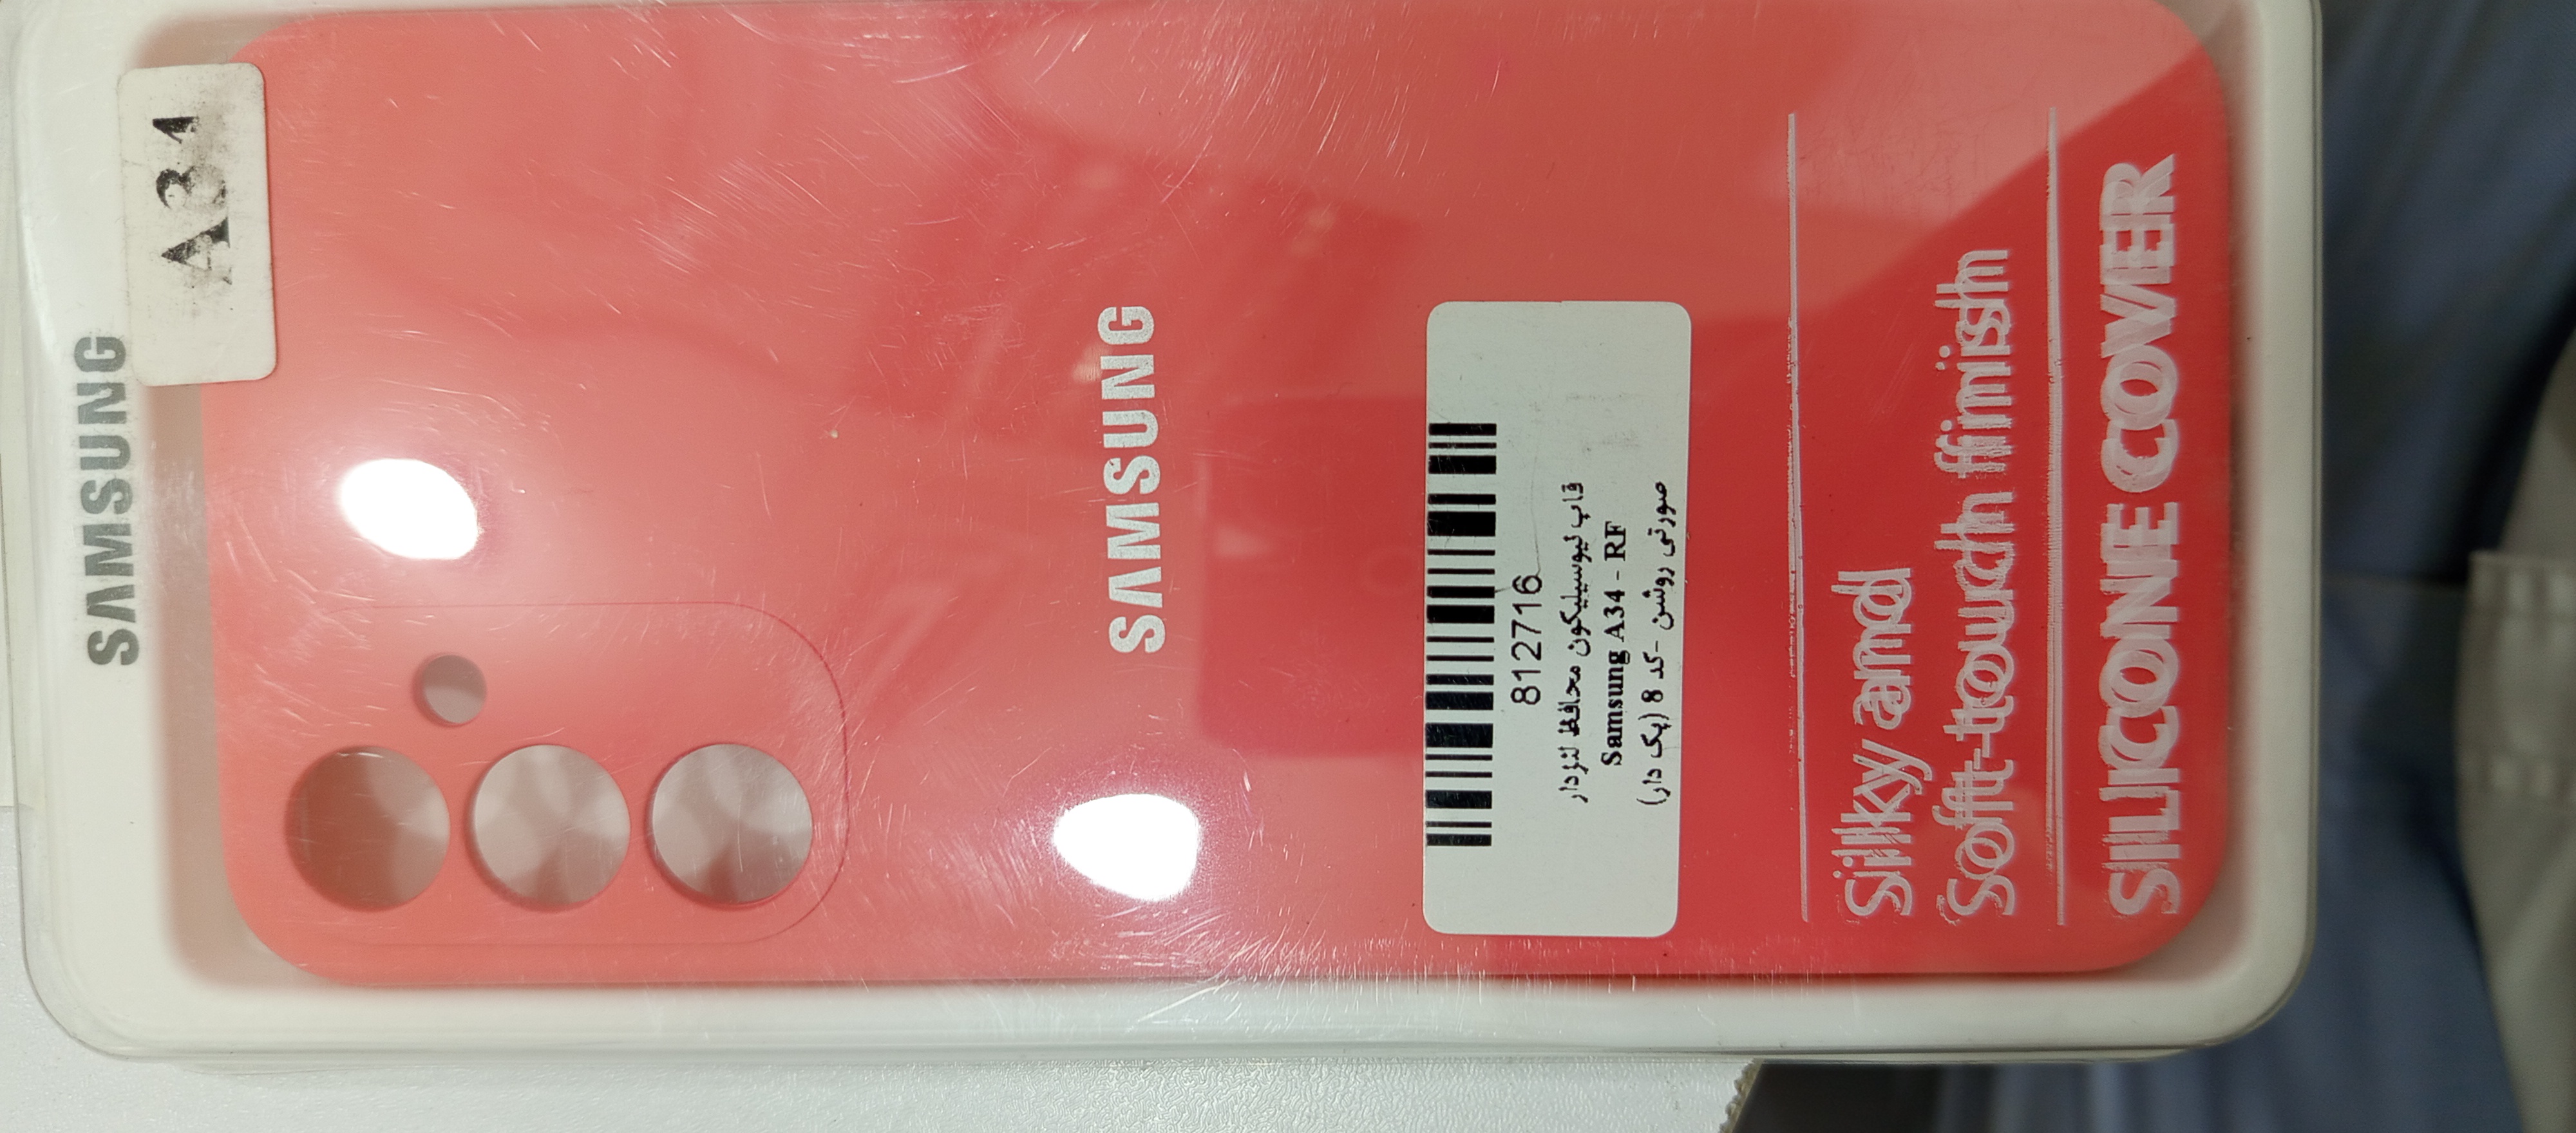 A34
SAMSUNG
SAMSUNG
812716
قاب نیوسیلیکون محافظ لنزدار
Samsung A34 - RF
صورتی روشن -کد 8 (پک دار)
Silky and
Soft-touch finish
SILICONE COVER